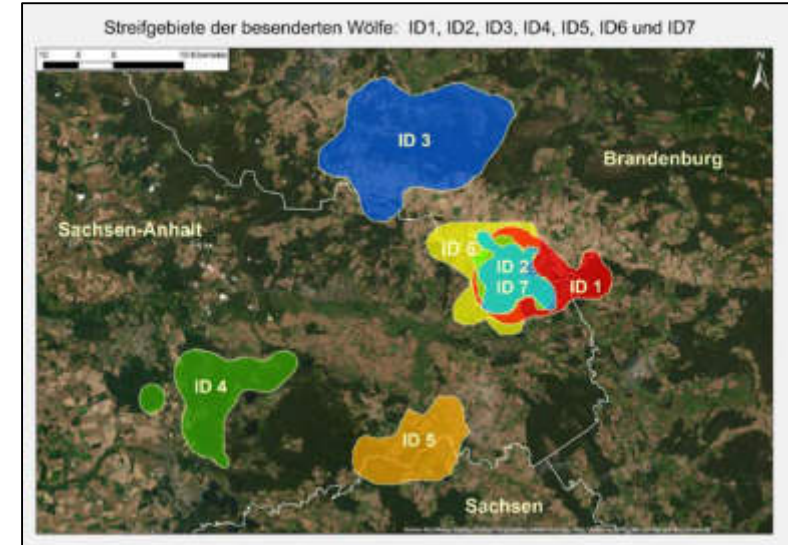 Streifgebiete der besenderten Wölfe: ID1, ID2, ID3, ID4, ID5, ID6 und ID7
N
ID 3
Brandenburg
Sachsen-Anhalt
ID 6
ID 2
ID 7
ID 1
ID 4
ID 5
Sachsen